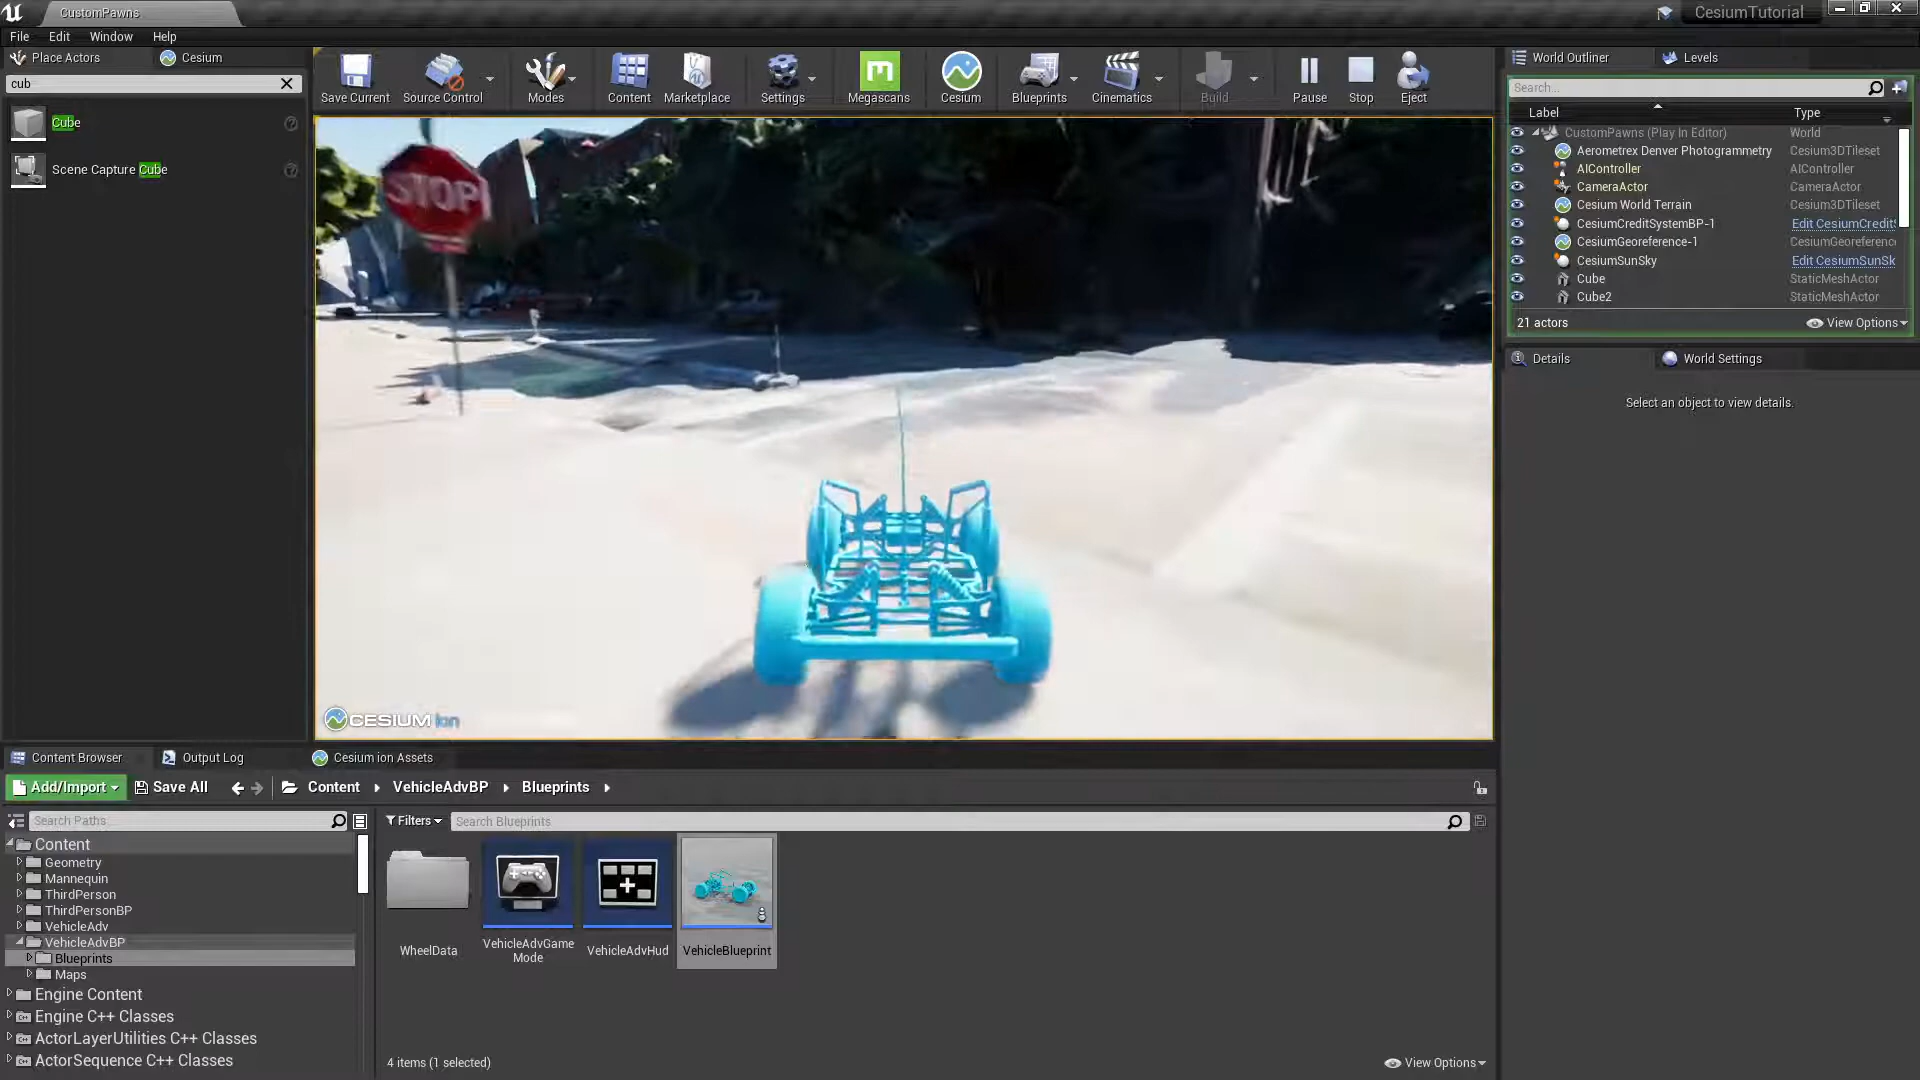 CustomPawns
CesiumTutorial
File Edit Window Help
Place Actors
Cesium
cub
Cube
Scene Capture Cube
Save Current
Source Control
Modes
Content
Marketplace
Settings
Megascans
Cesium
Blueprints
Cinematics
Build
Pause
Stop
Eject
STOP
CESIUM ion
World Outliner
Levels
Search...
Label
Type
CustomPawns (Play In Editor) World
Aerometrex Denver Photogrammetry Cesium3DTileset
AIController AIController
CameraActor CameraActor
Cesium World Terrain Cesium3DTileset
CesiumCreditSystemBP-1 Edit CesiumCreditS
CesiumGeoreference-1 CesiumGeoreference
CesiumSunSky Edit CesiumSunSk
Cube StaticMeshActor
Cube2 StaticMeshActor
21 actors
View Options
Details
World Settings
Select an object to view details.
Content Browser
Output Log
Cesium ion Assets
Add/Import
Save All
Content
VehicleAdvBP
Blueprints
Search Paths
Filters
Search Blueprints
Content
Geometry
Mannequin
ThirdPerson
ThirdPersonBP
VehicleAdv
VehicleAdvBP
Blueprints
Maps
Engine Content
Engine C++ Classes
ActorLayerUtilities C++ Classes
ActorSequence C++ Classes
WheelData
VehicleAdvGame
Mode
VehicleAdvHud
VehicleBlueprint
4 items (1 selected)
View Options